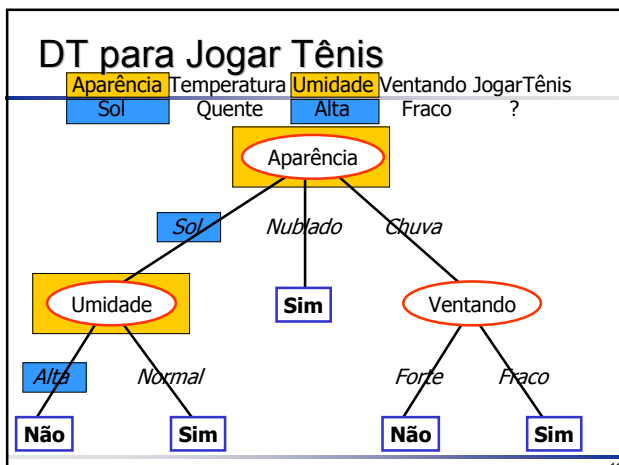 DT para Jogar Tênis
Aparência Temperatura Umidade Ventando JogarTênis
Sol Quente Alta Fraco ?
Aparência
Sol Nublado Chuva
Umidade Sim Ventando
Alta Normal Forte Fraco
Não Sim Não Sim